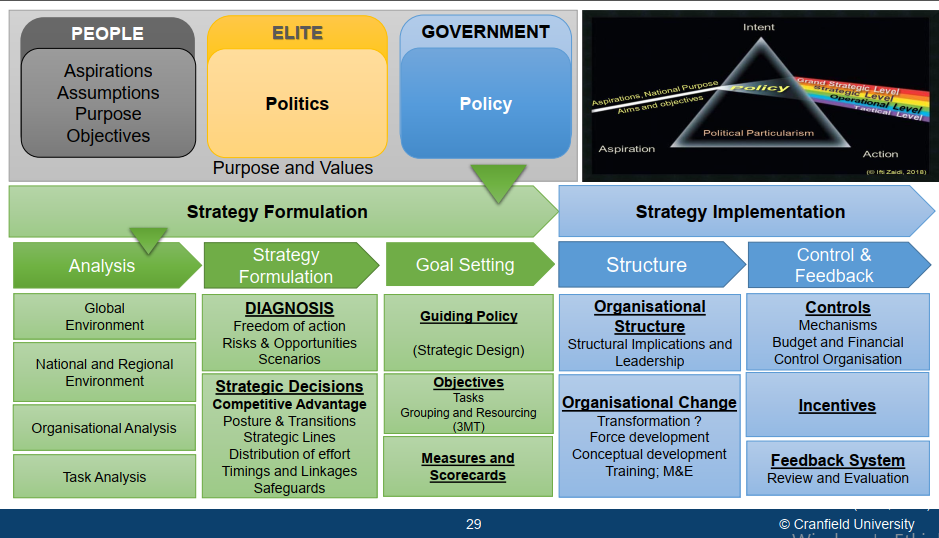 PEOPLE
Aspirations
Assumptions
Purpose
Objectives
ELITE
Politics
GOVERNMENT
Policy
Purpose and Values
Intent
Aspirations, National Purpose
Aims and objectives
Policy
Grand Strategic Level
Strategic Level
Operational Level
Tactical Level
Political Particularism
Aspiration
Action
(© Ifti Zaidi, 2018)
Strategy Formulation
Strategy Implementation
Analysis
Strategy
Formulation
Goal Setting
Structure
Control &
Feedback
Global
Environment
National and Regional
Environment
Organisational Analysis
Task Analysis
DIAGNOSIS
Freedom of action
Risks & Opportunities
Scenarios
Strategic Decisions
Competitive Advantage
Posture & Transitions
Strategic Lines
Distribution of effort
Timings and Linkages
Safeguards
Guiding Policy
(Strategic Design)
Objectives
Tasks
Grouping and Resourcing
(3MT)
Measures and
Scorecards
Organisational
Structure
Structural Implications and
Leadership
Organisational Change
Transformation ?
Force development
Conceptual development
Training; M&E
Controls
Mechanisms
Budget and Financial
Control Organisation
Incentives
Feedback System
Review and Evaluation
29
© Cranfield University